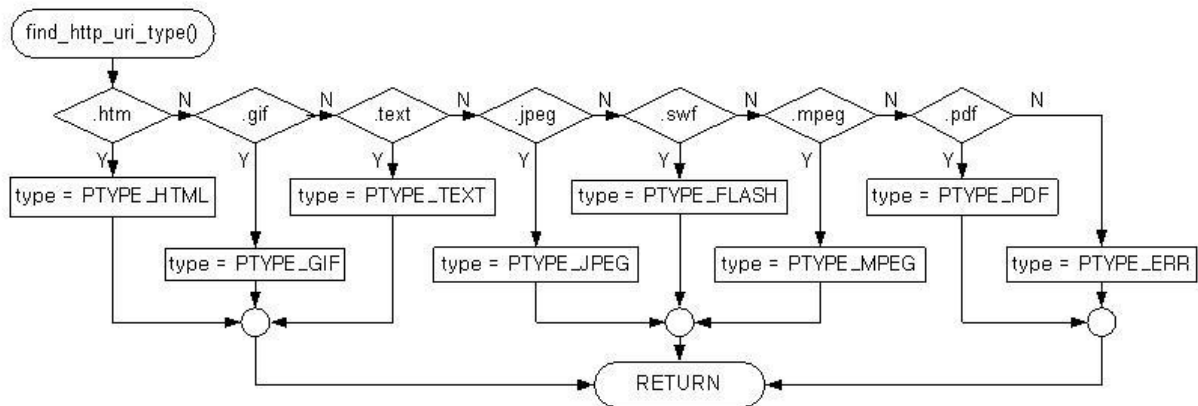 find_http_uri_type()
.htm
N
.gif
N
.text
N
.jpeg
N
.swf
N
.mpeg
N
.pdf
N
Y
Y
Y
Y
Y
Y
Y
type = PTYPE_HTML
type = PTYPE_TEXT
type = PTYPE_FLASH
type = PTYPE_PDF
type = PTYPE_GIF
type = PTYPE_JPEG
type = PTYPE_MPEG
type = PTYPE_ERR
RETURN